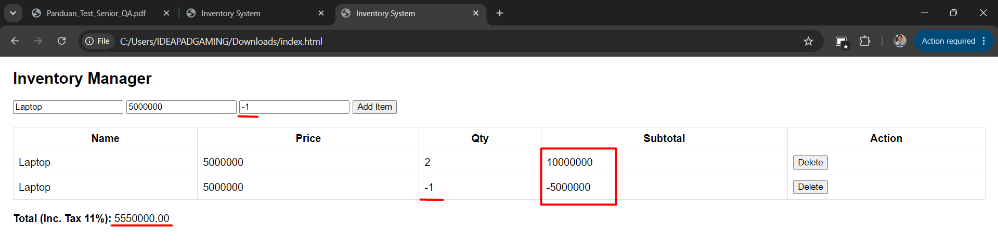 Panduan_Test_Senior_QA.pdf Inventory System Inventory System
File C:/Users/IDEAPADGAMING/Downloads/index.html Action required
Inventory Manager
Laptop 5000000 -1 Add Item
Name Price Qty Subtotal Action
Laptop 5000000 2 10000000 Delete
Laptop 5000000 -1 -5000000 Delete
Total (Inc. Tax 11%): 5550000.00